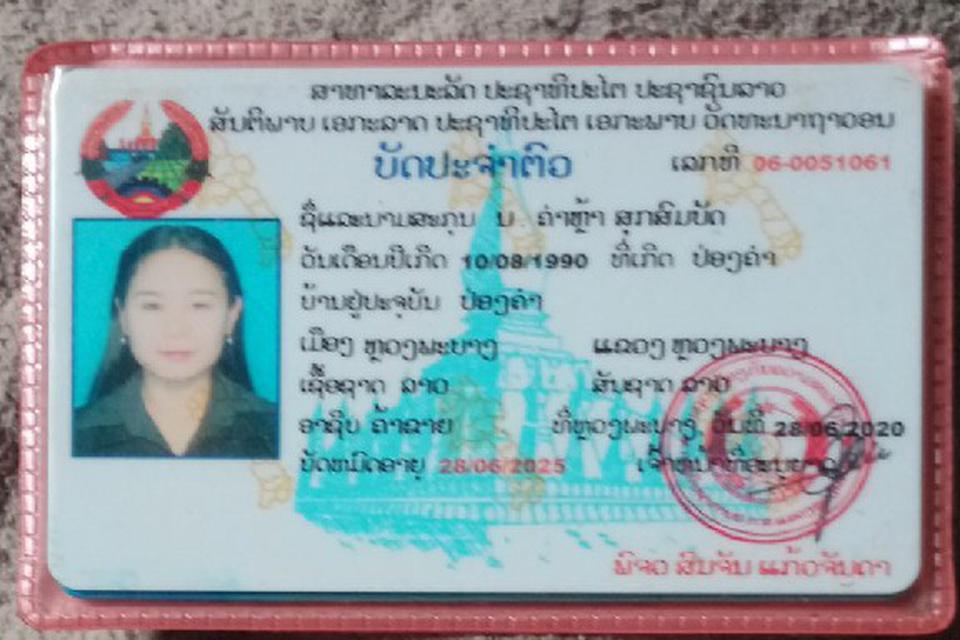 ສາທາລະນະລັດ ປະຊາທິປະໄຕ ປະຊາຊົນລາວ
ສັນຕິພາບ ເອກະລາດ ປະຊາທິປະໄຕ ເອກະພາບ ວັດທະນາຖາວອນ
ບັດປະຈຳຕົວ ເລກທີ 06-0051061
ຊື່ແລະນາມສະກຸນ ນ. ຄຳຫຼ້າ ສຸກສົມບັດ
ວັນເດືອນປີເກີດ 10/08/1990 ທີ່ເກີດ ປ່ອງຄຳ
ບ້ານຢູ່ປະຈຸບັນ ປ່ອງຄຳ
ເມືອງ ຫຼວງພະບາງ ແຂວງ ຫຼວງພະບາງ
ເຊື້ອຊາດ ລາວ ສັນຊາດ ລາວ
ອາຊີບ ຄ້າຂາຍ ທີ່ຫຼວງພະບາງ ວັນທີ 28/06/2020
ບັດໝົດອາຍຸ 28/06/2025 ເຈົ້າໜ້າທີ່
ພິຈວ ສີນຈັນ ແກ້ວຈັນດາ